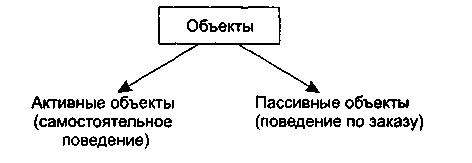 Объекты
Активные объекты
(самостоятельное
поведение)
Пассивные объекты
(поведение по заказу)